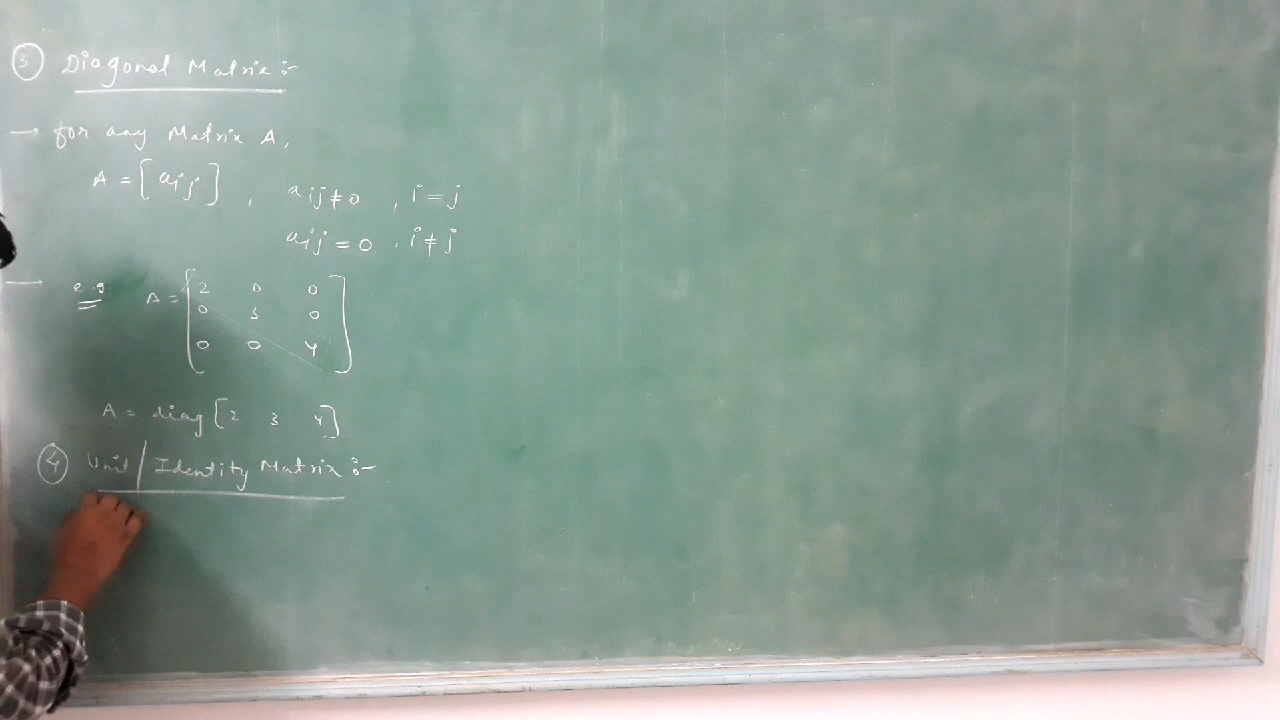 ③ Diagonal Matrix :-
→ for any Matrix A,
A = [aij] , aij ≠ 0 , i = j
aij = 0 , i ≠ j
— e.g A = [2 0 0
0 3 0
0 0 4]
A = diag [2 3 4]
④ Unit / Identity Matrix :-